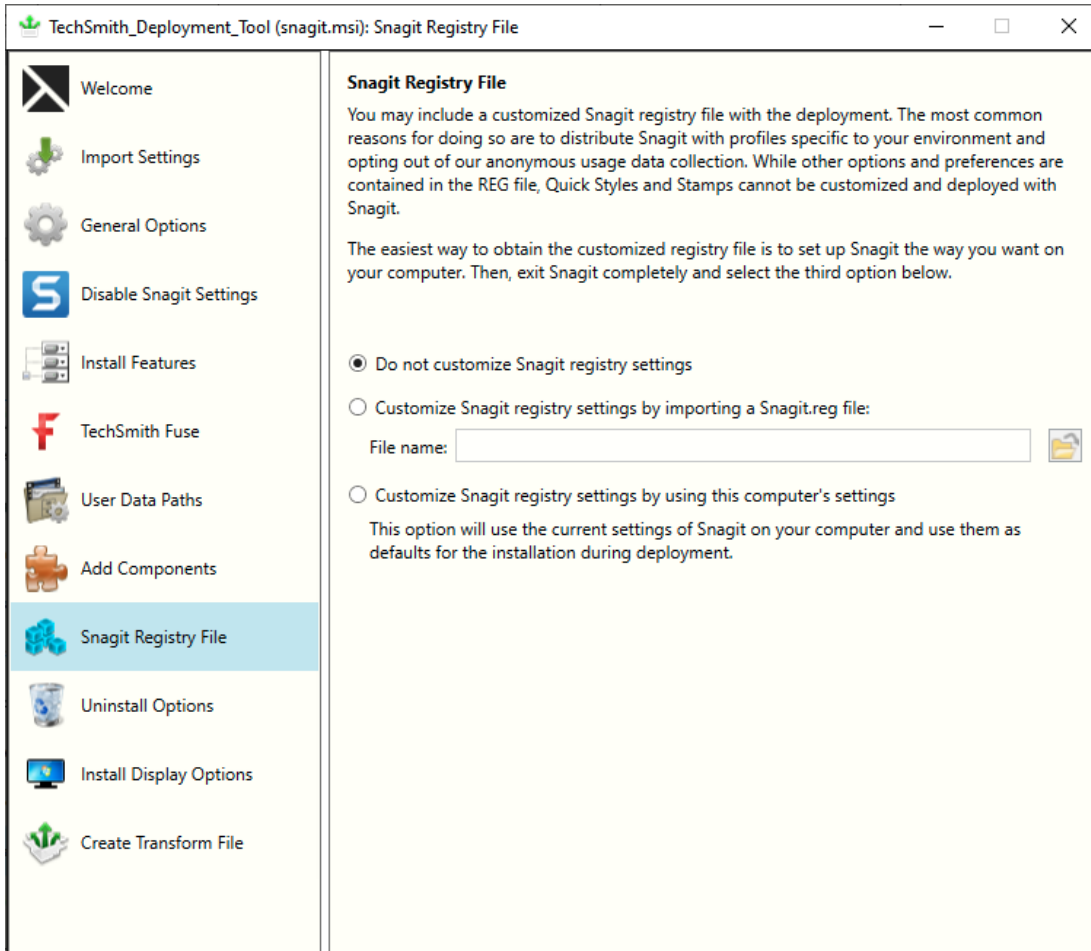 TechSmith_Deployment_Tool (snagit.msi): Snagit Registry File
Welcome
Import Settings
General Options
Disable Snagit Settings
Install Features
TechSmith Fuse
User Data Paths
Add Components
Snagit Registry File
Uninstall Options
Install Display Options
Create Transform File
Snagit Registry File
You may include a customized Snagit registry file with the deployment. The most common
reasons for doing so are to distribute Snagit with profiles specific to your environment and
opting out of our anonymous usage data collection. While other options and preferences are
contained in the REG file, Quick Styles and Stamps cannot be customized and deployed with
Snagit.
The easiest way to obtain the customized registry file is to set up Snagit the way you want on
your computer. Then, exit Snagit completely and select the third option below.
Do not customize Snagit registry settings
Customize Snagit registry settings by importing a Snagit.reg file:
File name:
Customize Snagit registry settings by using this computer's settings
This option will use the current settings of Snagit on your computer and use them as
defaults for the installation during deployment.